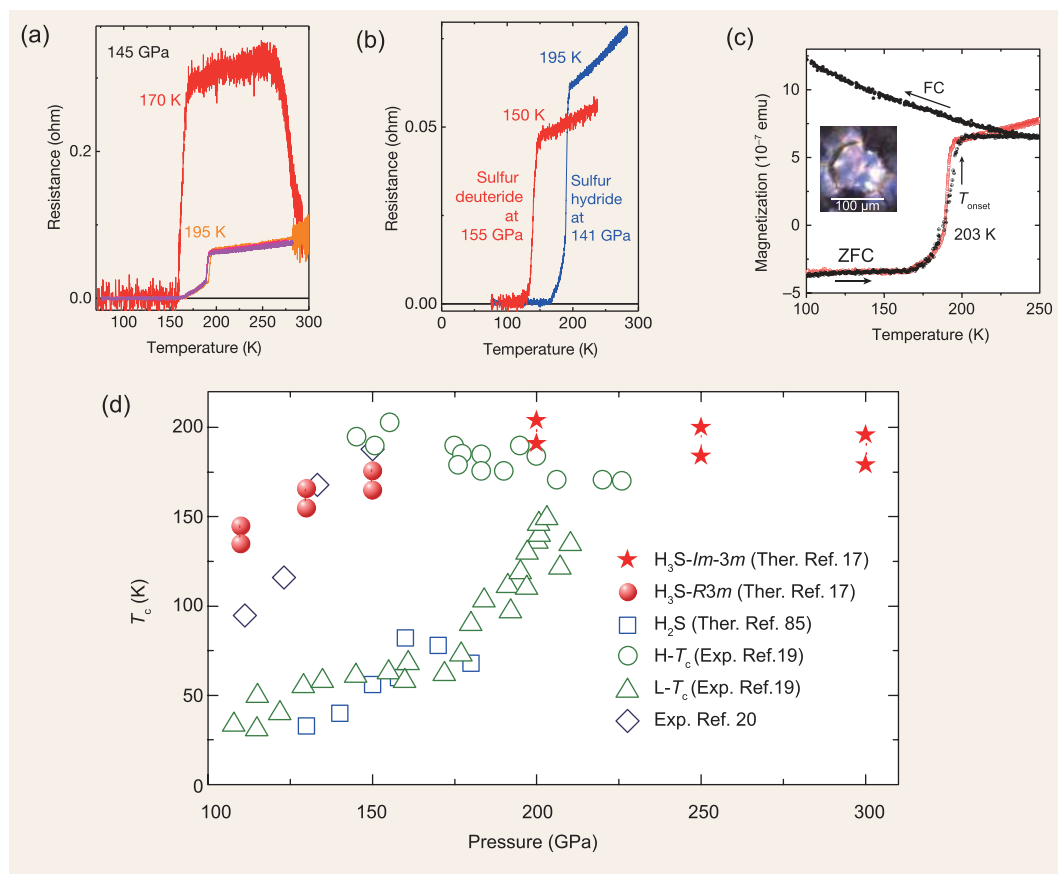 (a)
145 GPa
170 K
195 K
0.2
0.0
Resistance (ohm)
100 150 200 250 300
Temperature (K)
(b)
195 K
150 K
0.05
0.00
Sulfur
deuteride
at
155 GPa
Sulfur
hydride
at
141 GPa
Resistance (ohm)
0 100 200 300
Temperature (K)
(c)
FC
10
5
0
−5
100 μm
T onset
203 K
ZFC
Magnetization (10⁻⁷ emu)
100 150 200 250
Temperature (K)
(d)
200
150
100
50
0
Tc (K)
H₃S-Im-3m (Ther. Ref. 17)
H₃S-R3m (Ther. Ref. 17)
H₂S (Ther. Ref. 85)
H-Tc (Exp. Ref.19)
L-Tc (Exp. Ref.19)
Exp. Ref. 20
100 150 200 250 300
Pressure (GPa)